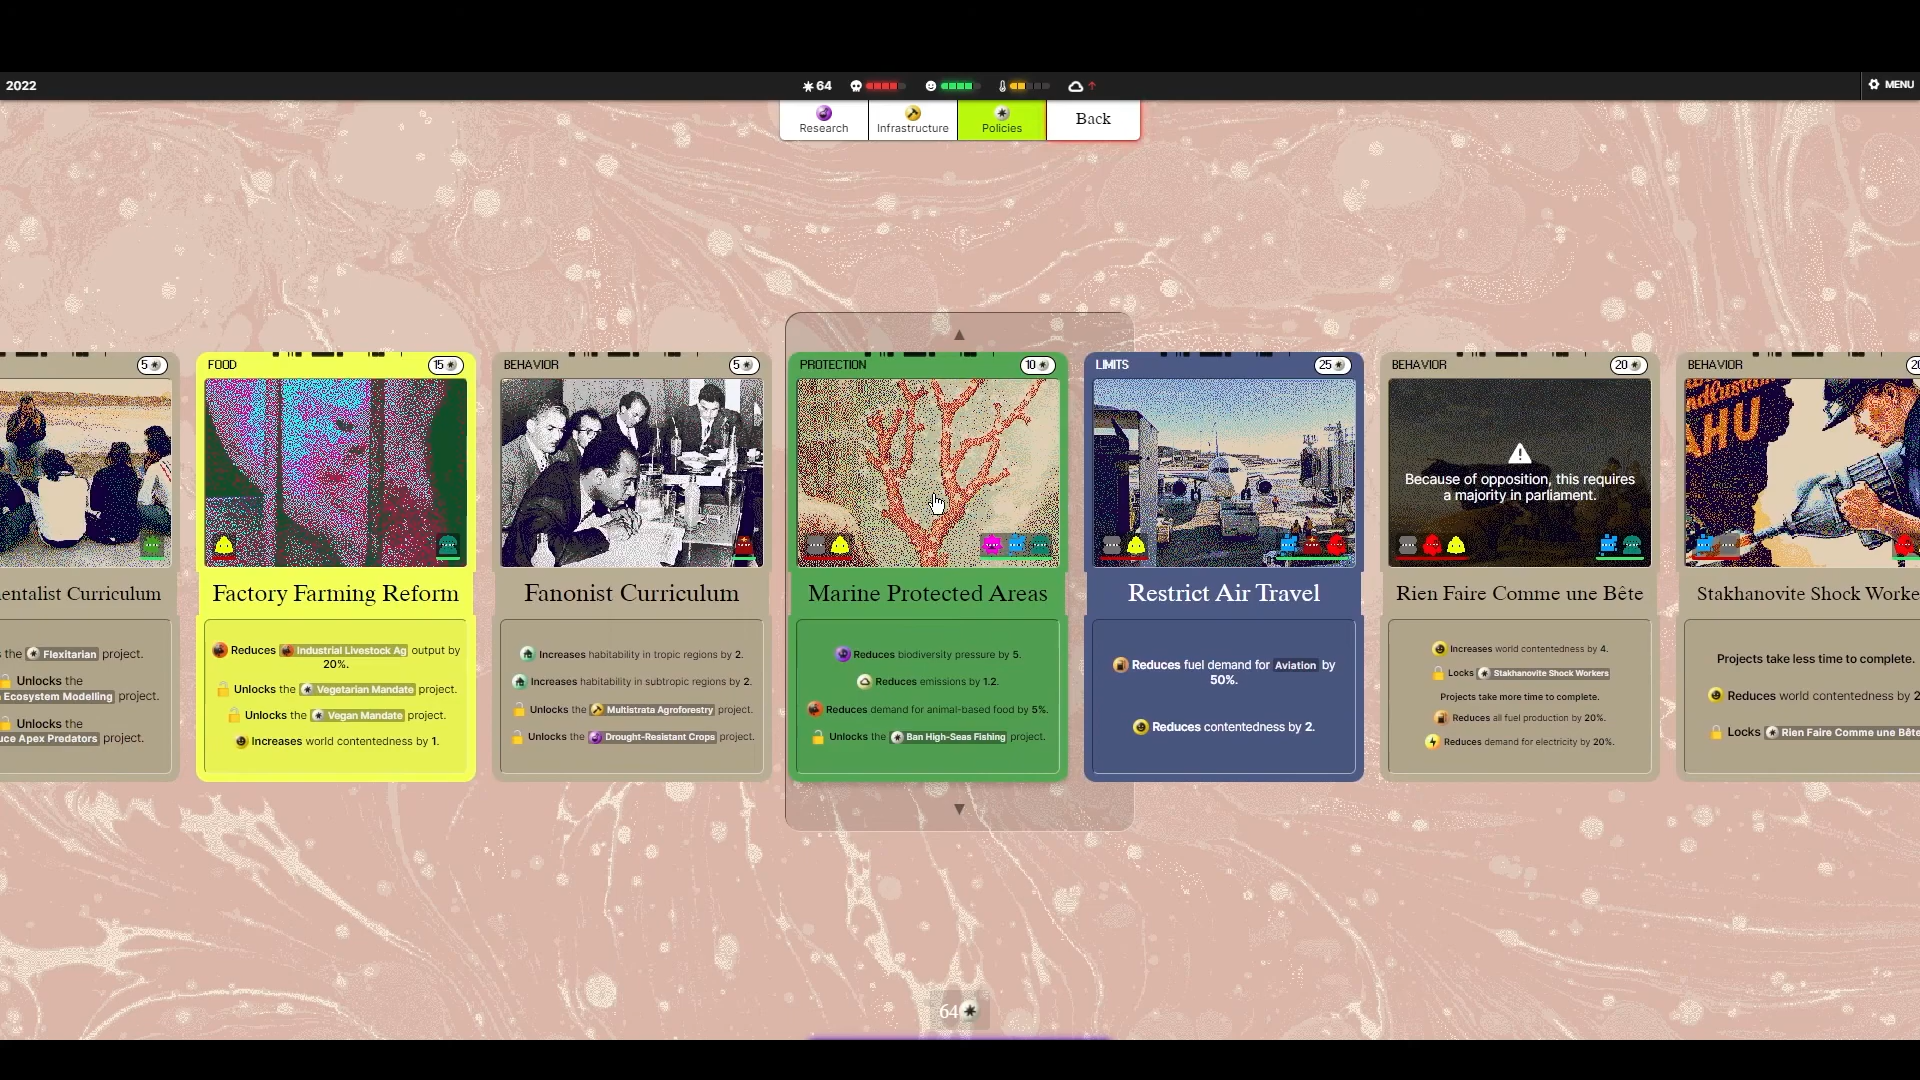 2022
64
MENU
Research
Infrastructure
Policies
Back
5
entalist Curriculum
s the Flexitarian project.
Unlocks the
Ecosystem Modelling project.
Unlocks the
uce Apex Predators project.
FOOD
15
Factory Farming Reform
Reduces Industrial Livestock Ag output by
20%.
Unlocks the Vegetarian Mandate project.
Unlocks the Vegan Mandate project.
Increases world contentedness by 1.
BEHAVIOR
5
Fanonist Curriculum
Increases habitability in tropic regions by 2.
Increases habitability in subtropic regions by 2.
Unlocks the Multistrata Agroforestry project.
Unlocks the Drought-Resistant Crops project.
PROTECTION
10
Marine Protected Areas
Reduces biodiversity pressure by 5.
Reduces emissions by 1.2.
Reduces demand for animal-based food by 5%.
Unlocks the Ban High-Seas Fishing project.
LIMITS
25
Restrict Air Travel
Reduces fuel demand for Aviation by
50%.
Reduces contentedness by 2.
BEHAVIOR
20
Because of opposition, this requires
a majority in parliament.
Rien Faire Comme une Bête
Increases world contentedness by 4.
Locks Stakhanovite Shock Workers
Projects take more time to complete.
Reduces all fuel production by 20%.
Reduces demand for electricity by 20%.
BEHAVIOR
20
AHU
Stakhanovite Shock Worke
Projects take less time to complete.
Reduces world contentedness by 2
Locks Rien Faire Comme une Bête
64